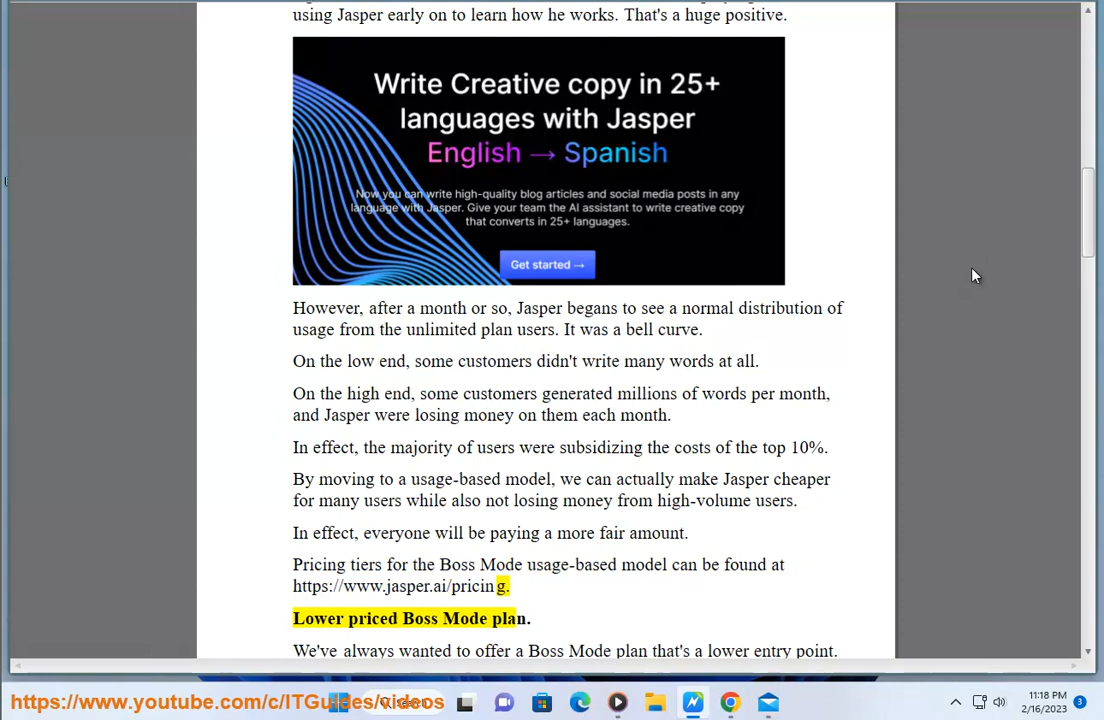 using Jasper early on to learn how he works. That's a huge positive.
Write Creative copy in 25+
languages with Jasper
English → Spanish
Now you can write high-quality blog articles and social media posts in any
language with Jasper. Give your team the AI assistant to write creative copy
that converts in 25+ languages.
Get started →
However, after a month or so, Jasper begans to see a normal distribution of
usage from the unlimited plan users. It was a bell curve.
On the low end, some customers didn't write many words at all.
On the high end, some customers generated millions of words per month,
and Jasper were losing money on them each month.
In effect, the majority of users were subsidizing the costs of the top 10%.
By moving to a usage-based model, we can actually make Jasper cheaper
for many users while also not losing money from high-volume users.
In effect, everyone will be paying a more fair amount.
Pricing tiers for the Boss Mode usage-based model can be found at
https://www.jasper.ai/pricing.
Lower priced Boss Mode plan.
We've always wanted to offer a Boss Mode plan that's a lower entry point.
https://www.youtube.com/c/ITGuides/videos
11:18 PM
2/16/2023
3